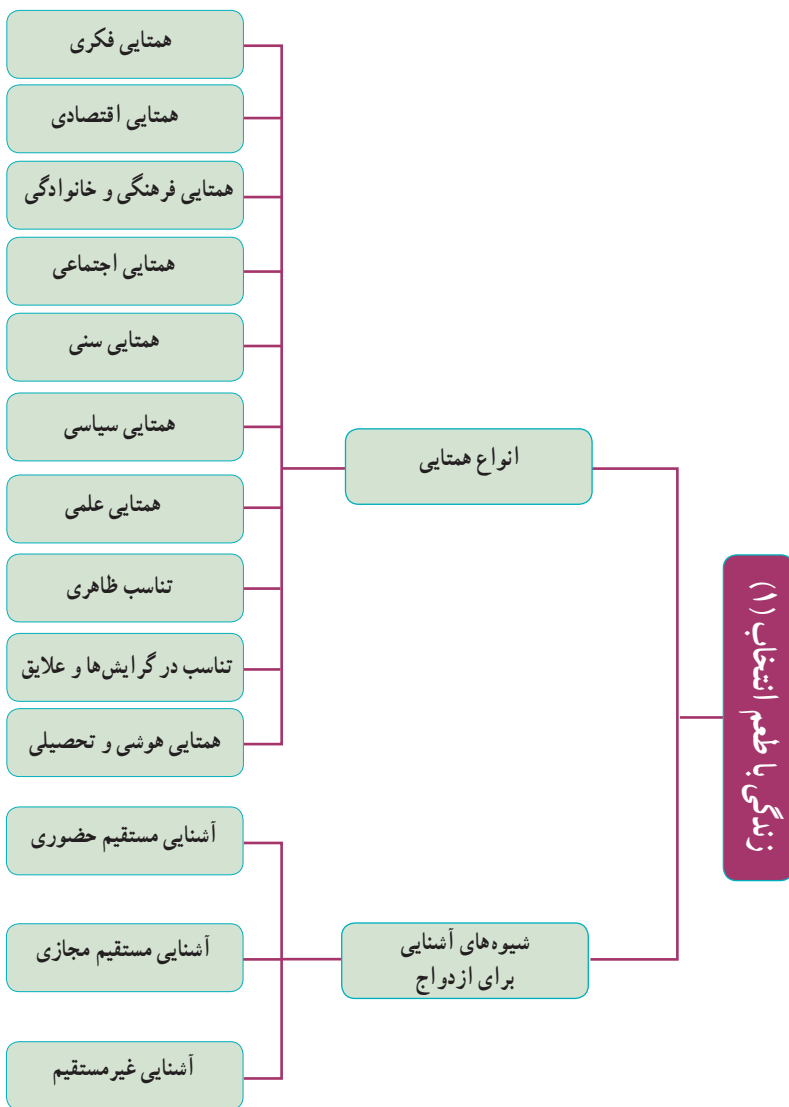 زندگی با طعم انتخاب (۱)
انواع همتایی
همتایی فکری
همتایی اقتصادی
همتایی فرهنگی و خانوادگی
همتایی اجتماعی
همتایی سنی
همتایی سیاسی
همتایی علمی
تناسب ظاهری
تناسب در گرایش‌ها و علایق
همتایی هوشی و تحصیلی
شیوه‌های آشنایی
برای ازدواج
آشنایی مستقیم حضوری
آشنایی مستقیم مجازی
آشنایی غیرمستقیم